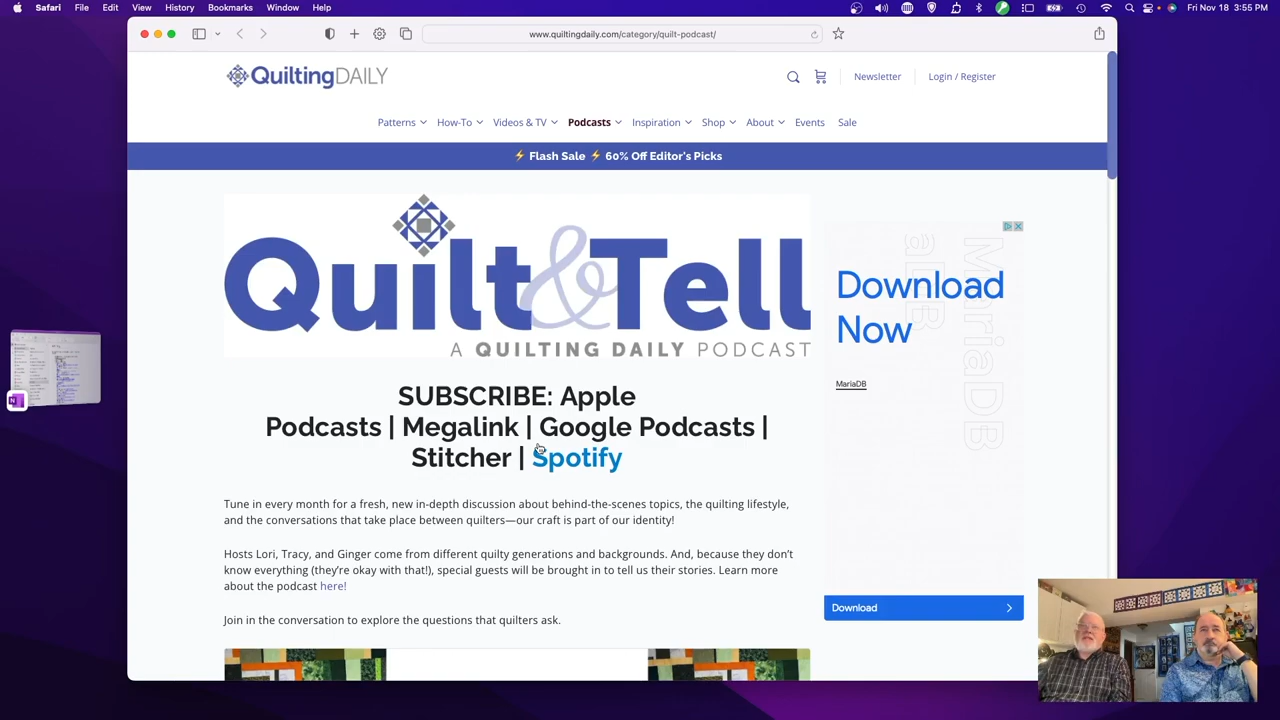 Safari File Edit View History Bookmarks Window Help
Fri Nov 18 3:55 PM
www.quiltingdaily.com/category/quilt-podcast/
QuiltingDAILY
Newsletter
Login / Register
Patterns How-To Videos & TV Podcasts Inspiration Shop About Events Sale
⚡ Flash Sale ⚡ 60% Off Editor's Picks
Quilt & Tell
A QUILTING DAILY PODCAST
SUBSCRIBE: Apple
Podcasts | Megalink | Google Podcasts |
Stitcher | Spotify
Tune in every month for a fresh, new in-depth discussion about behind-the-scenes topics, the quilting lifestyle,
and the conversations that take place between quilters—our craft is part of our identity!
Hosts Lori, Tracy, and Ginger come from different quilty generations and backgrounds. And, because they don't
know everything (they're okay with that!), special guests will be brought in to tell us their stories. Learn more
about the podcast here!
Join in the conversation to explore the questions that quilters ask.
Download
Now
MariaDB
MariaDB
aDB
Download